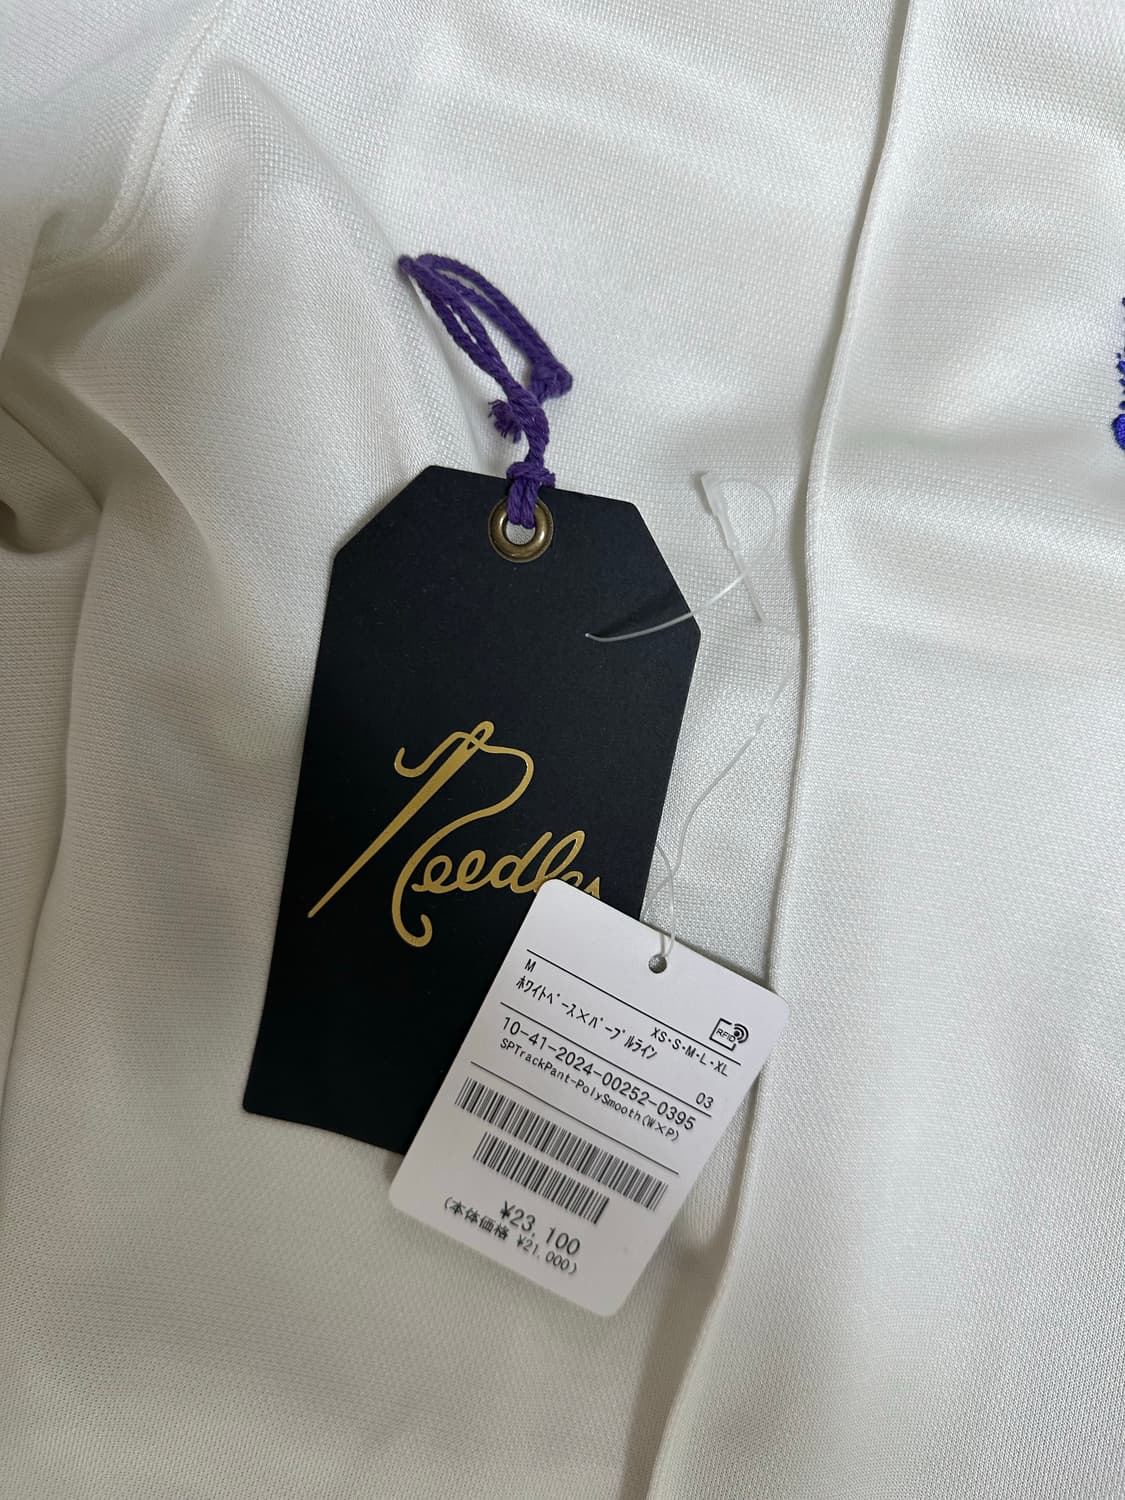 Needles
M
XS・S・M・L・XL
ホワイトベース×パープルライン
03
10-41-2024-00252-0395
SPTrackPant-PolySmooth(W×P)
¥23,100
(本体価格 ¥21,000)
RFID